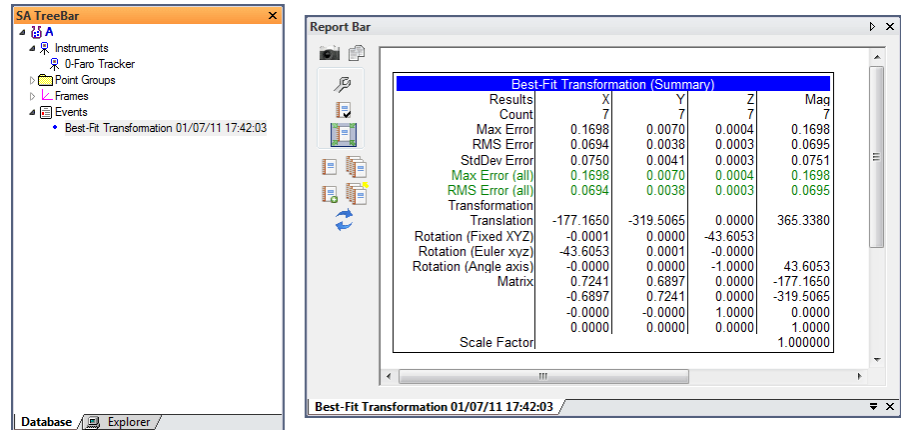 SA TreeBar
A
Instruments
0-Faro Tracker
Point Groups
Frames
Events
Best-Fit Transformation 01/07/11 17:42:03
Database Explorer
Report Bar
Best-Fit Transformation (Summary)
Results X Y Z Mag
Count 7 7 7 7
Max Error 0.1698 0.0070 0.0004 0.1698
RMS Error 0.0694 0.0038 0.0003 0.0695
StdDev Error 0.0750 0.0041 0.0003 0.0751
Max Error (all) 0.1698 0.0070 0.0004 0.1698
RMS Error (all) 0.0694 0.0038 0.0003 0.0695
Transformation
Translation -177.1650 -319.5065 0.0000 365.3380
Rotation (Fixed XYZ) -0.0001 0.0000 -43.6053
Rotation (Euler xyz) -43.6053 0.0001 -0.0000
Rotation (Angle axis) -0.0000 0.0000 -1.0000 43.6053
Matrix 0.7241 0.6897 0.0000 -177.1650
-0.6897 0.7241 0.0000 -319.5065
-0.0000 -0.0000 1.0000 0.0000
0.0000 0.0000 0.0000 1.0000
Scale Factor 1.000000
Best-Fit Transformation 01/07/11 17:42:03